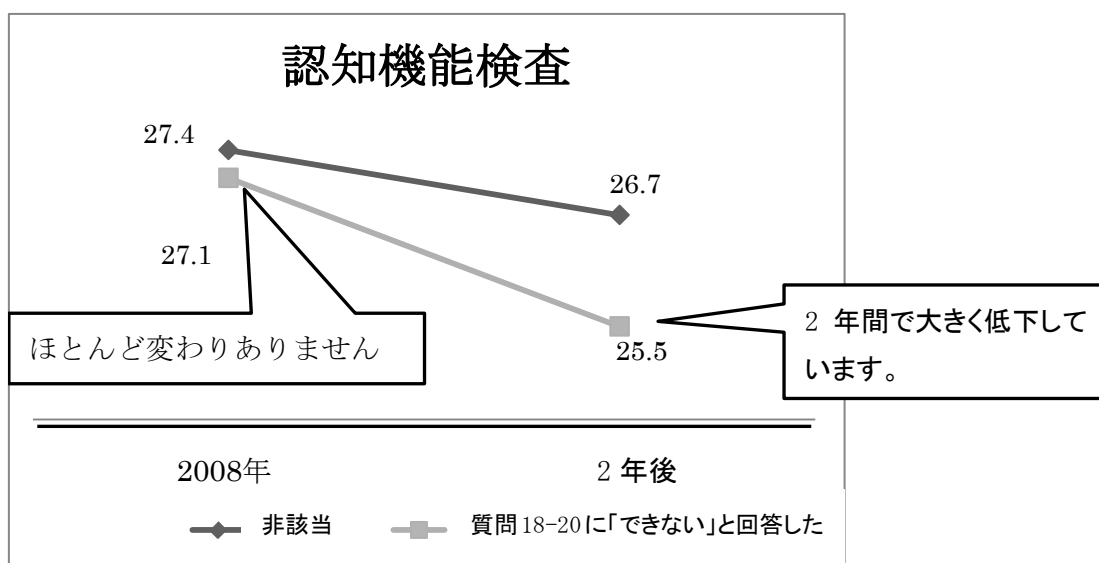 認知機能検査
27.4
26.7
27.1
ほとんど変わりありません
2 年間で大きく低下して
います。
25.5
2008年
2 年後
非該当
質問18-20に「できない」と回答した